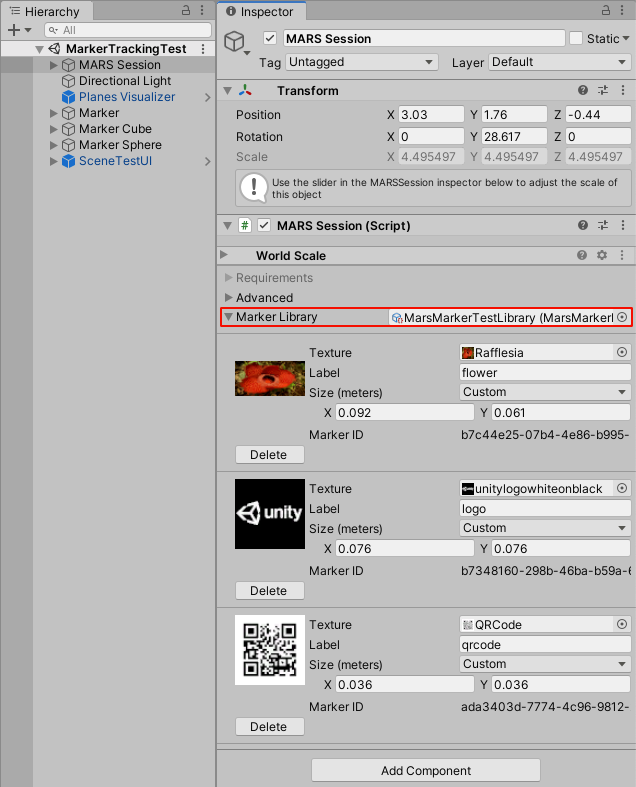 Hierarchy
All
MarkerTrackingTest
MARS Session
Directional Light
Planes Visualizer
Marker
Marker Cube
Marker Sphere
SceneTestUI
Inspector
MARS Session
Static
Tag Untagged Layer Default
Transform
Position X 3.03 Y 1.76 Z -0.44
Rotation X 0 Y 28.617 Z 0
Scale X 4.495497 Y 4.495497 Z 4.495497
Use the slider in the MARSSession inspector below to adjust the scale of
this object
# MARS Session (Script)
World Scale
Requirements
Advanced
Marker Library MarsMarkerTestLibrary (MarsMarkerl
Texture Rafflesia
Label flower
Size (meters) Custom
X 0.092 Y 0.061
Marker ID b7c44e25-07b4-4e86-b995-
Delete
unity
Texture unitylogowhiteonblack
Label logo
Size (meters) Custom
X 0.076 Y 0.076
Marker ID b7348160-298b-46ba-b59a-6
Delete
Texture QRCode
Label qrcode
Size (meters) Custom
X 0.036 Y 0.036
Marker ID ada3403d-7774-4c96-9812-
Delete
Add Component